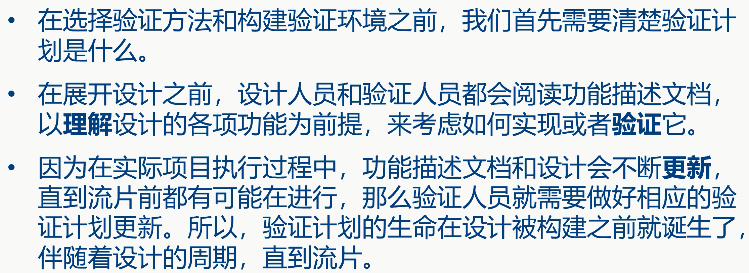 • 在选择验证方法和构建验证环境之前，我们首先需要清楚验证计
划是什么。
• 在展开设计之前，设计人员和验证人员都会阅读功能描述文档，
以理解设计的各项功能为前提，来考虑如何实现或者验证它。
• 因为在实际项目执行过程中，功能描述文档和设计会不断更新，
直到流片前都有可能在进行，那么验证人员就需要做好相应的验
证计划更新。所以，验证计划的生命在设计被构建之前就诞生了，
伴随着设计的周期，直到流片。